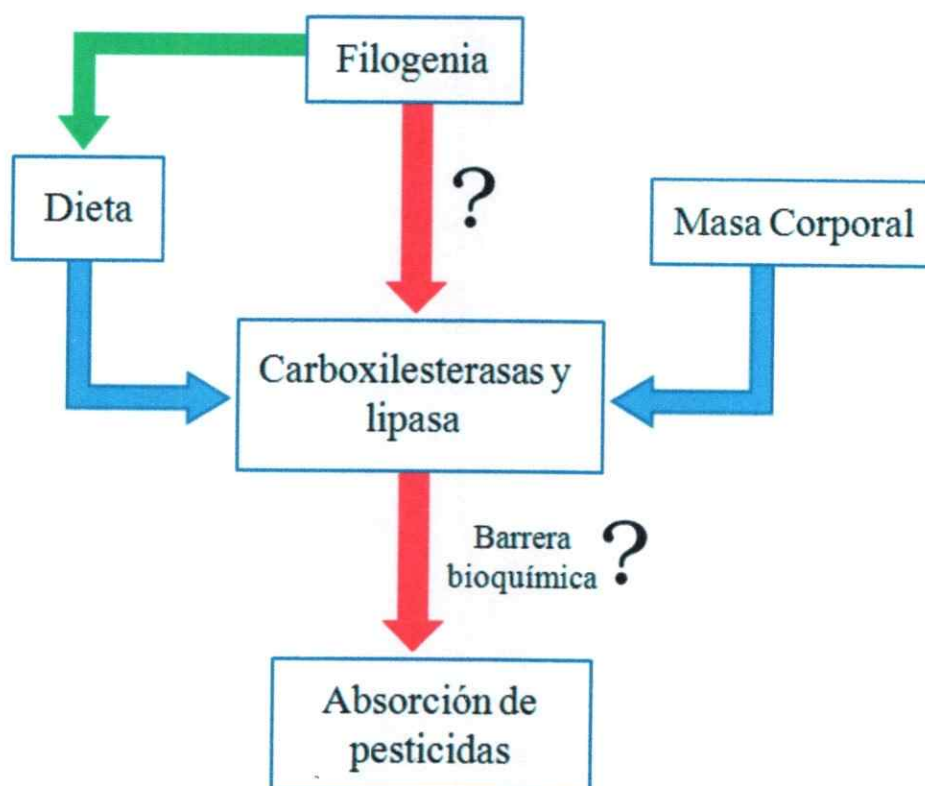 Filogenia
Dieta
?
Masa Corporal
Carboxilesterasas y
lipasa
Barrera
bioquímica ?
Absorción de
pesticidas